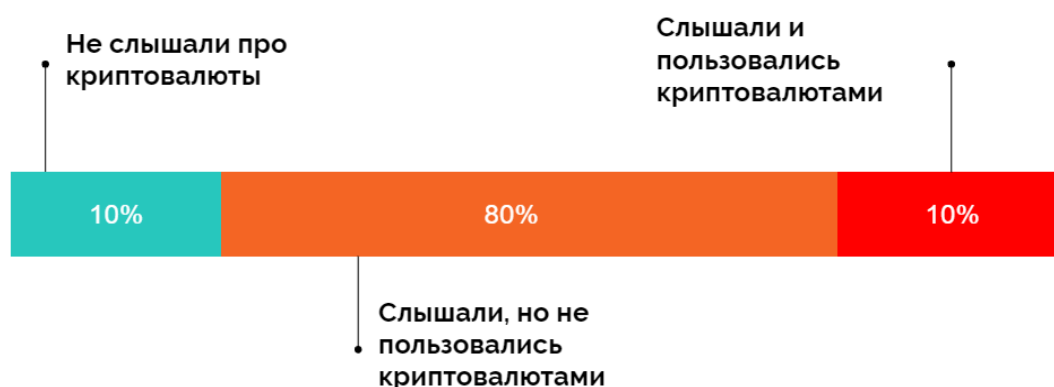 Не слышали про
криптовалюты
Слышали и
пользовались
криптовалютами
10%
80%
10%
Слышали, но не
пользовались
криптовалютами